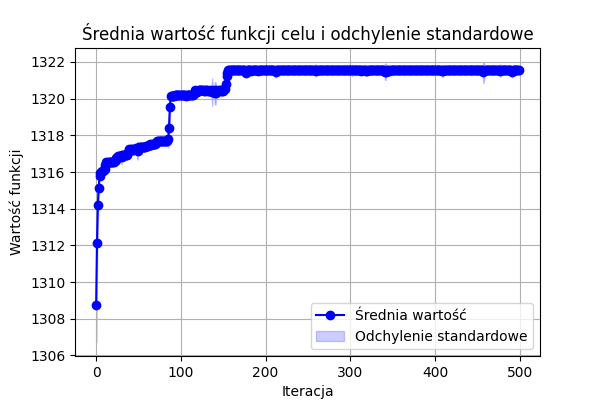 Średnia wartość funkcji celu i odchylenie standardowe
Wartość funkcji
1322
1320
1318
1316
1314
1312
1310
1308
1306
0 100 200 300 400 500
Iteracja
Średnia wartość
Odchylenie standardowe